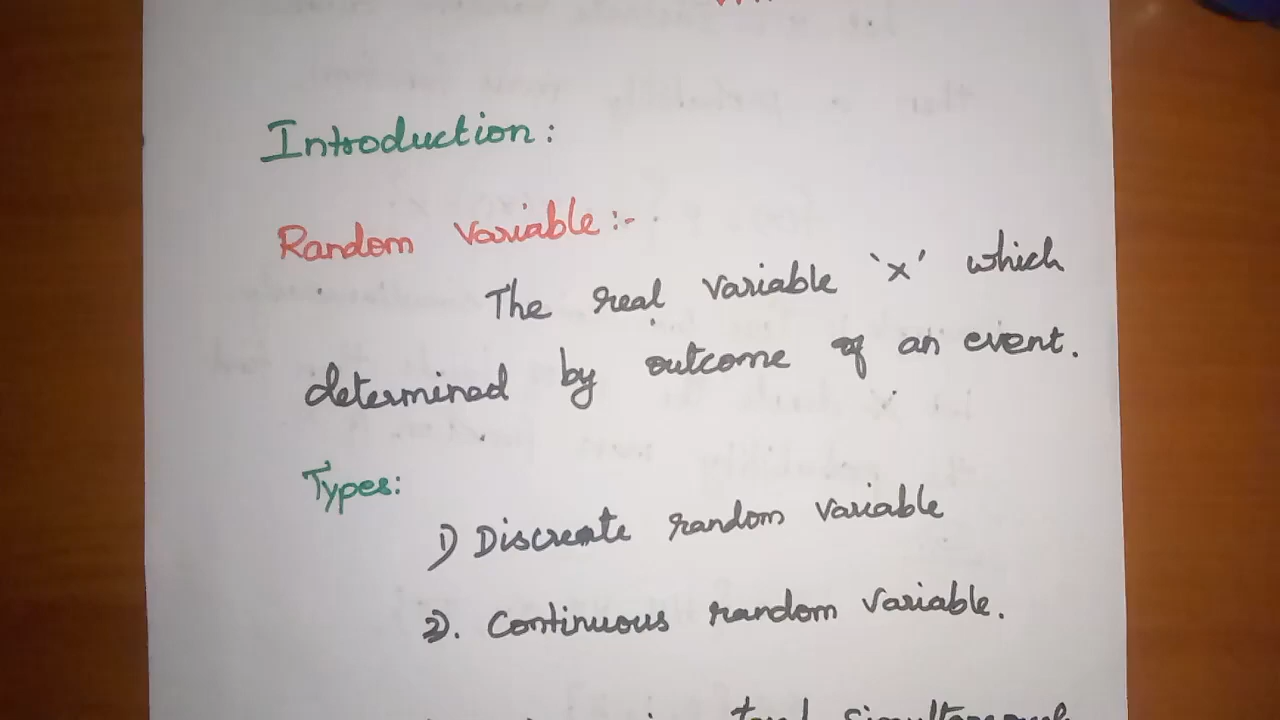 Introduction:
Random Variable:-
The real variable 'x' which
determined by outcome of an event.
Types:
1) Discreate random variable
2). Continuous random variable.